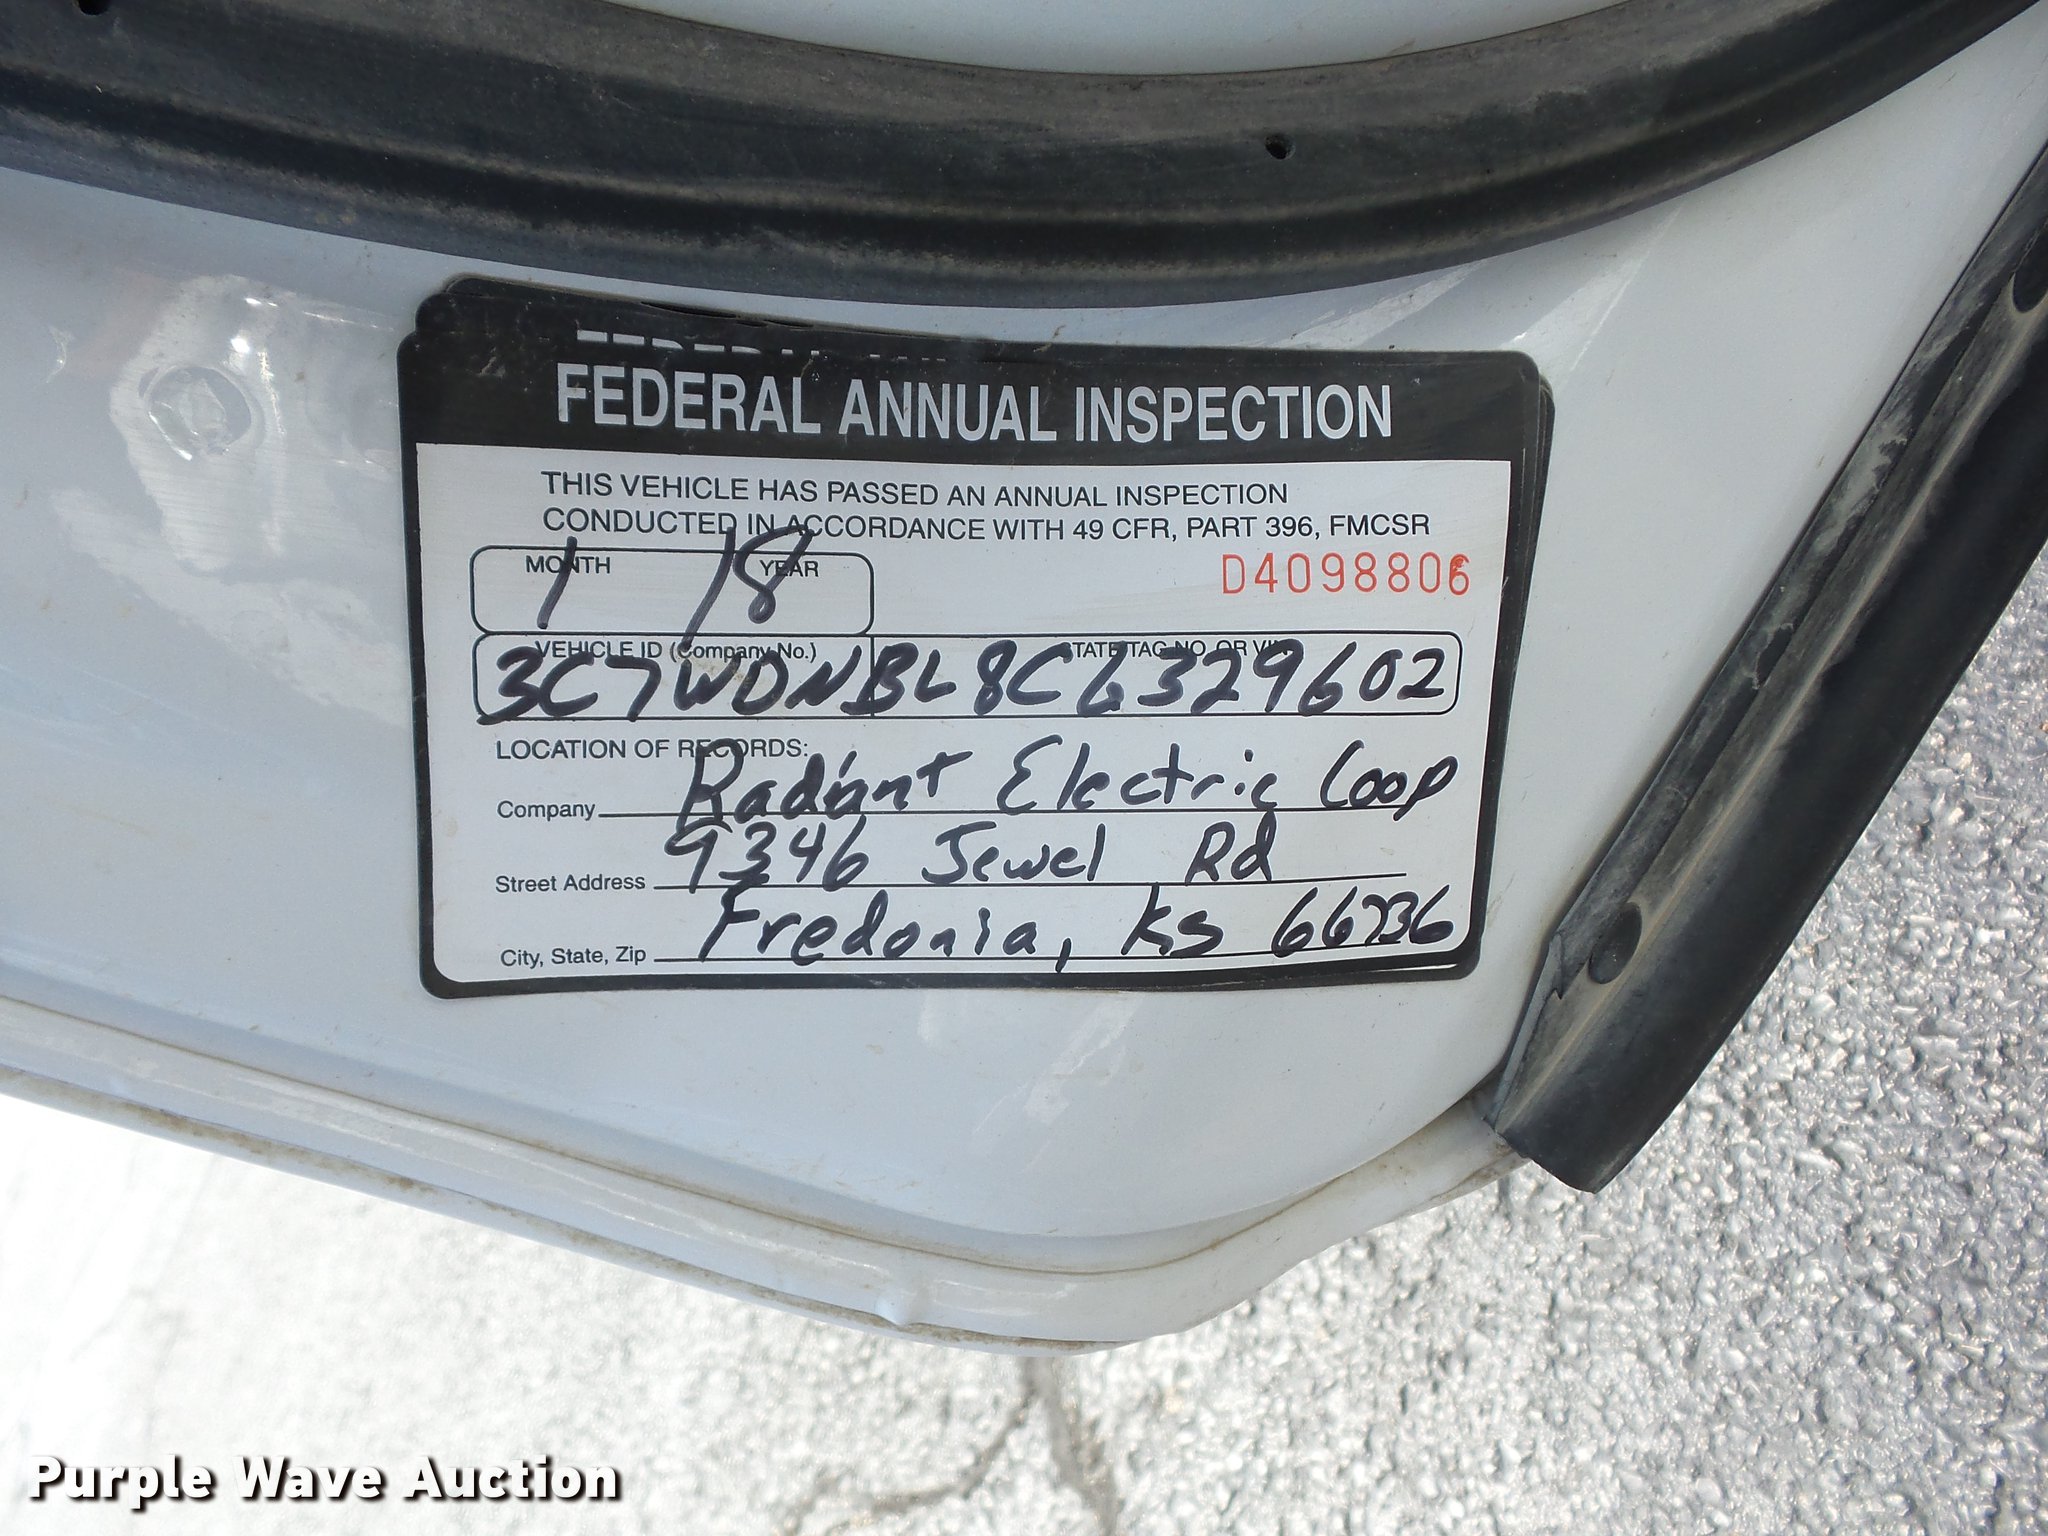 FEDERAL ANNUAL INSPECTION
THIS VEHICLE HAS PASSED AN ANNUAL INSPECTION
CONDUCTED IN ACCORDANCE WITH 49 CFR, PART 396, FMCSR
MONTH YEAR D4098806
1 18
VEHICLE ID (Company No.) STATE TAG NO. OR VIN
3C7WDNBL8CG329602
LOCATION OF RECORDS:
Company Radiant Electric Coop
Street Address 9346 Jewel Rd
City, State, Zip Fredonia, Ks 66736
Purple Wave Auction